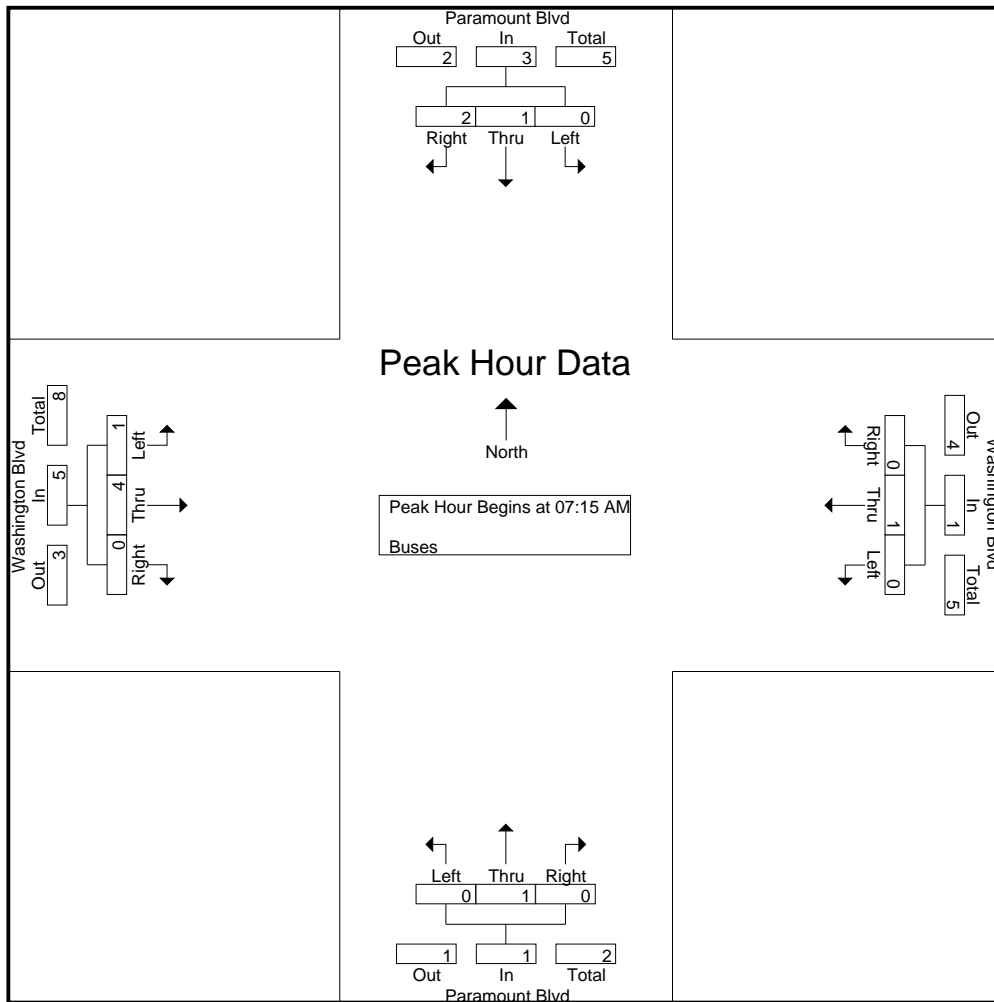 Paramount Blvd
Out In Total
2 3 5
2 1 0
Right Thru Left
Peak Hour Data
North
Peak Hour Begins at 07:15 AM
Buses
Washington Blvd
Total In Out
8 5 3
1 4 0
Left Thru Right
Washington Blvd
Out In Total
4 1 5
0 1 0
Right Thru Left
Left Thru Right
0 1 0
1 1 2
Out In Total
Paramount Blvd